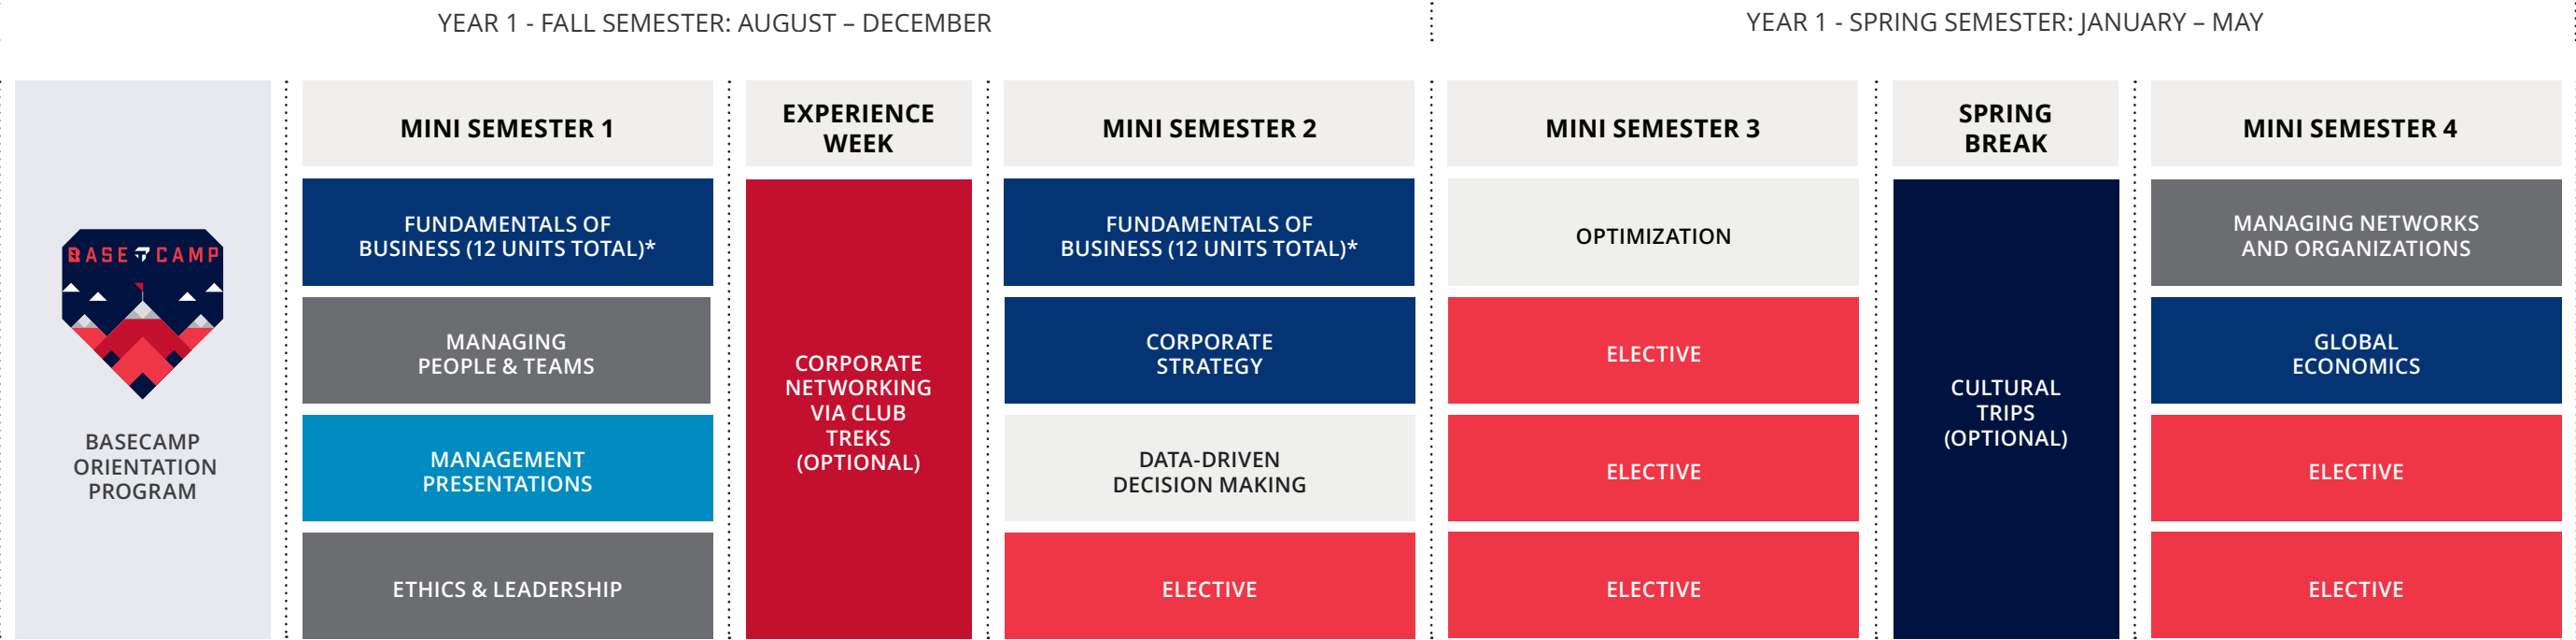 YEAR 1 - FALL SEMESTER: AUGUST – DECEMBER
YEAR 1 - SPRING SEMESTER: JANUARY – MAY
BASE CAMP
BASECAMP
ORIENTATION
PROGRAM
MINI SEMESTER 1
FUNDAMENTALS OF
BUSINESS (12 UNITS TOTAL)*
MANAGING
PEOPLE & TEAMS
MANAGEMENT
PRESENTATIONS
ETHICS & LEADERSHIP
EXPERIENCE
WEEK
CORPORATE
NETWORKING
VIA CLUB
TREKS
(OPTIONAL)
MINI SEMESTER 2
FUNDAMENTALS OF
BUSINESS (12 UNITS TOTAL)*
CORPORATE
STRATEGY
DATA-DRIVEN
DECISION MAKING
ELECTIVE
MINI SEMESTER 3
OPTIMIZATION
ELECTIVE
ELECTIVE
ELECTIVE
SPRING
BREAK
CULTURAL
TRIPS
(OPTIONAL)
MINI SEMESTER 4
MANAGING NETWORKS
AND ORGANIZATIONS
GLOBAL
ECONOMICS
ELECTIVE
ELECTIVE